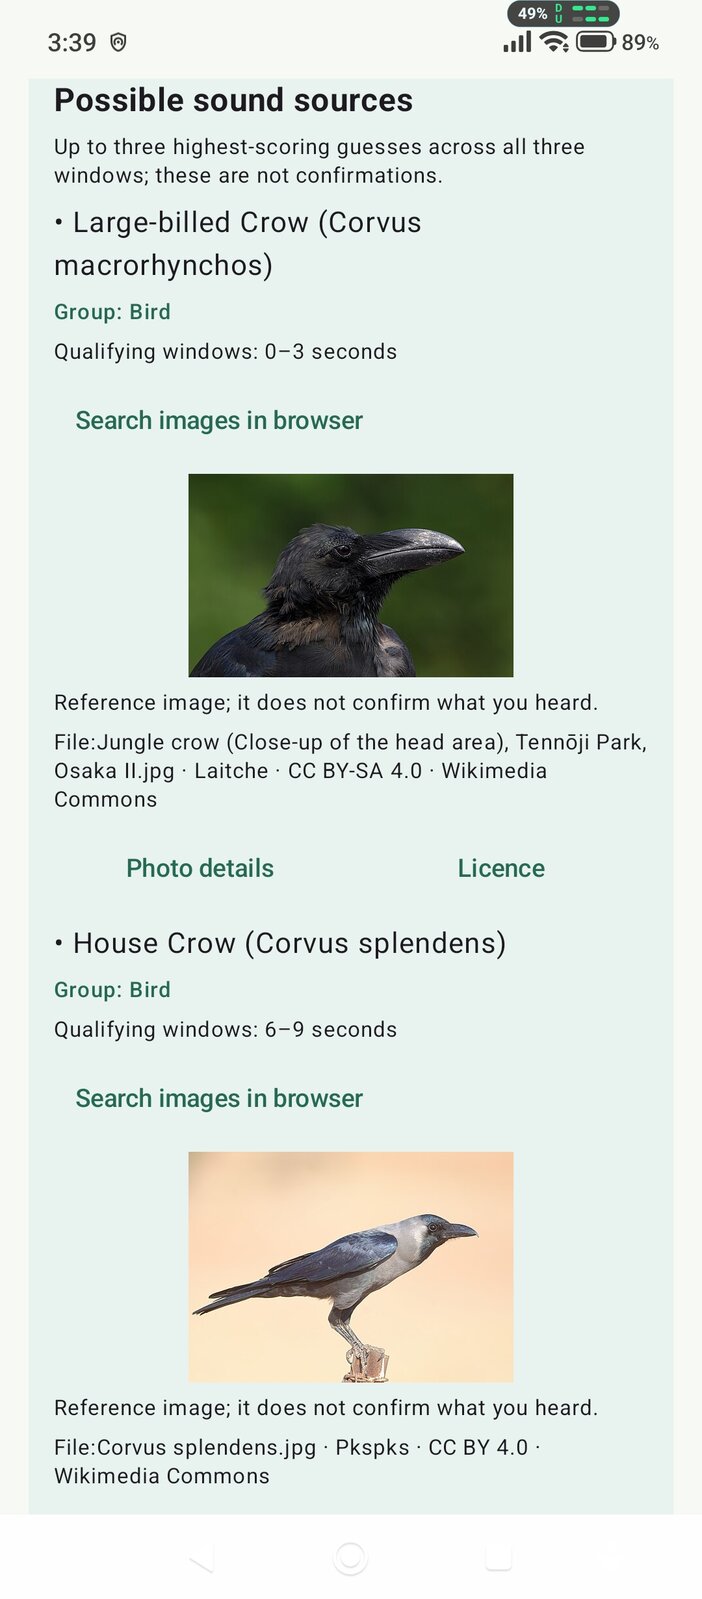 49% D U
3:39
89%
Possible sound sources
Up to three highest-scoring guesses across all three
windows; these are not confirmations.
• Large-billed Crow (Corvus
macrorhynchos)
Group: Bird
Qualifying windows: 0–3 seconds
Search images in browser
Reference image; it does not confirm what you heard.
File:Jungle crow (Close-up of the head area), Tennōji Park,
Osaka II.jpg · Laitche · CC BY-SA 4.0 · Wikimedia
Commons
Photo details Licence
• House Crow (Corvus splendens)
Group: Bird
Qualifying windows: 6–9 seconds
Search images in browser
Reference image; it does not confirm what you heard.
File:Corvus splendens.jpg · Pkspks · CC BY 4.0 ·
Wikimedia Commons